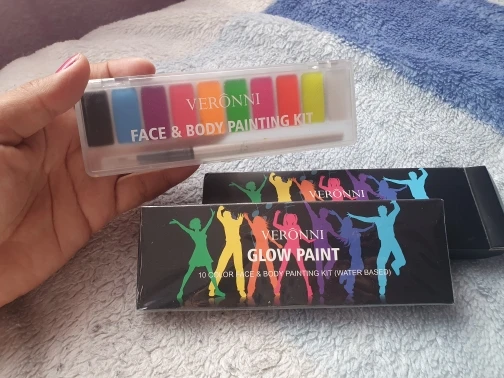 VERONNI
FACE & BODY PAINTING KIT
VERONNI
VERONNI
GLOW PAINT
10 COLOR FACE & BODY PAINTING KIT (WATER BASED)